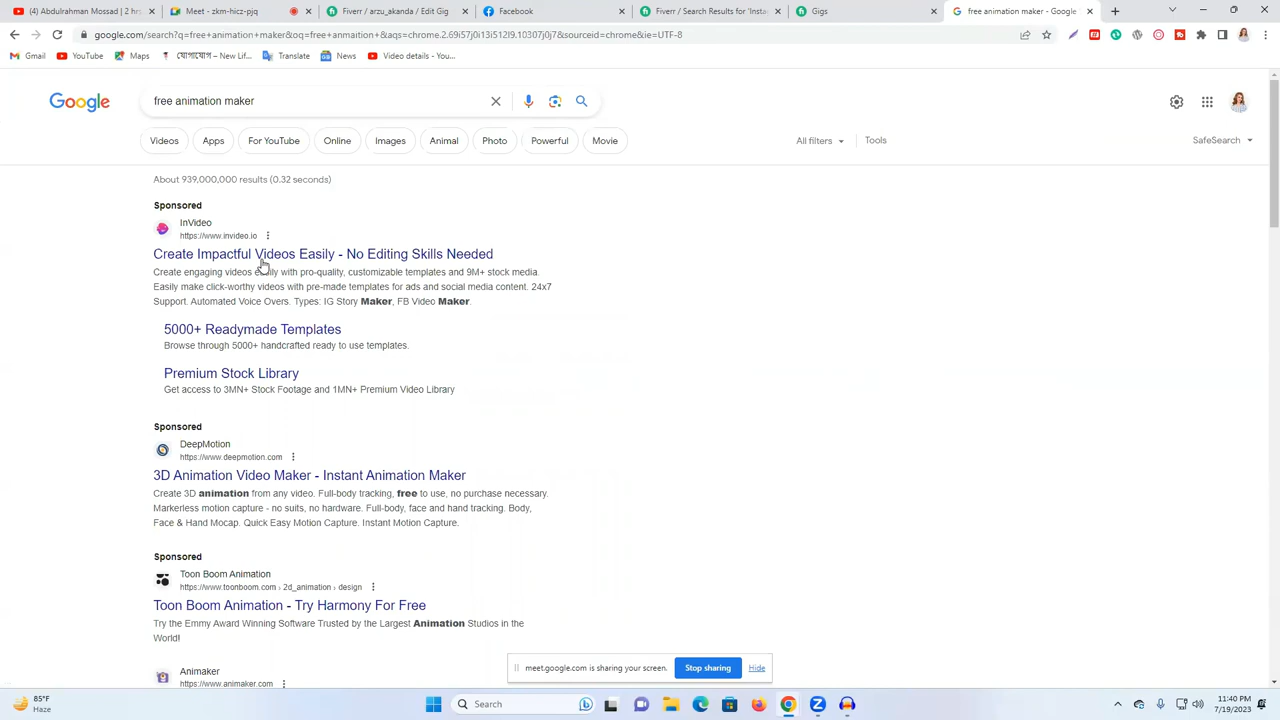 (4) Abdulrahman Mossad | 2 hrs
Meet - zkm-hicz-pjq
Fiverr / arzu_akanda / Edit Gig
Facebook
Fiverr / Search Results for 'Insta
Gigs
free animation maker - Google
google.com/search?q=free+animation+maker&oq=free+anmaition+&aqs=chrome.2.69i57j0i13i512l9.10307j0j7&sourceid=chrome&ie=UTF-8
Gmail
YouTube
Maps
যোগাযোগ – New Lif...
Translate
News
Video details - You...
Google
free animation maker
Videos
Apps
For YouTube
Online
Images
Animal
Photo
Powerful
Movie
All filters
Tools
SafeSearch
About 939,000,000 results (0.32 seconds)
Sponsored
InVideo
https://www.invideo.io
Create Impactful Videos Easily - No Editing Skills Needed
Create engaging videos easily with pro-quality, customizable templates and 9M+ stock media.
Easily make click-worthy videos with pre-made templates for ads and social media content. 24x7
Support. Automated Voice Overs. Types: IG Story Maker, FB Video Maker.
5000+ Readymade Templates
Browse through 5000+ handcrafted ready to use templates.
Premium Stock Library
Get access to 3MN+ Stock Footage and 1MN+ Premium Video Library
Sponsored
DeepMotion
https://www.deepmotion.com
3D Animation Video Maker - Instant Animation Maker
Create 3D animation from any video. Full-body tracking, free to use, no purchase necessary.
Markerless motion capture - no suits, no hardware. Full-body, face and hand tracking. Body,
Face & Hand Mocap. Quick Easy Motion Capture. Instant Motion Capture.
Sponsored
Toon Boom Animation
https://www.toonboom.com › 2d_animation › design
Toon Boom Animation - Try Harmony For Free
Try the Emmy Award Winning Software Trusted by the Largest Animation Studios in the
World!
Animaker
https://www.animaker.com
meet.google.com is sharing your screen.
Stop sharing
Hide
85°F
Haze
Search
11:40 PM
7/19/2023